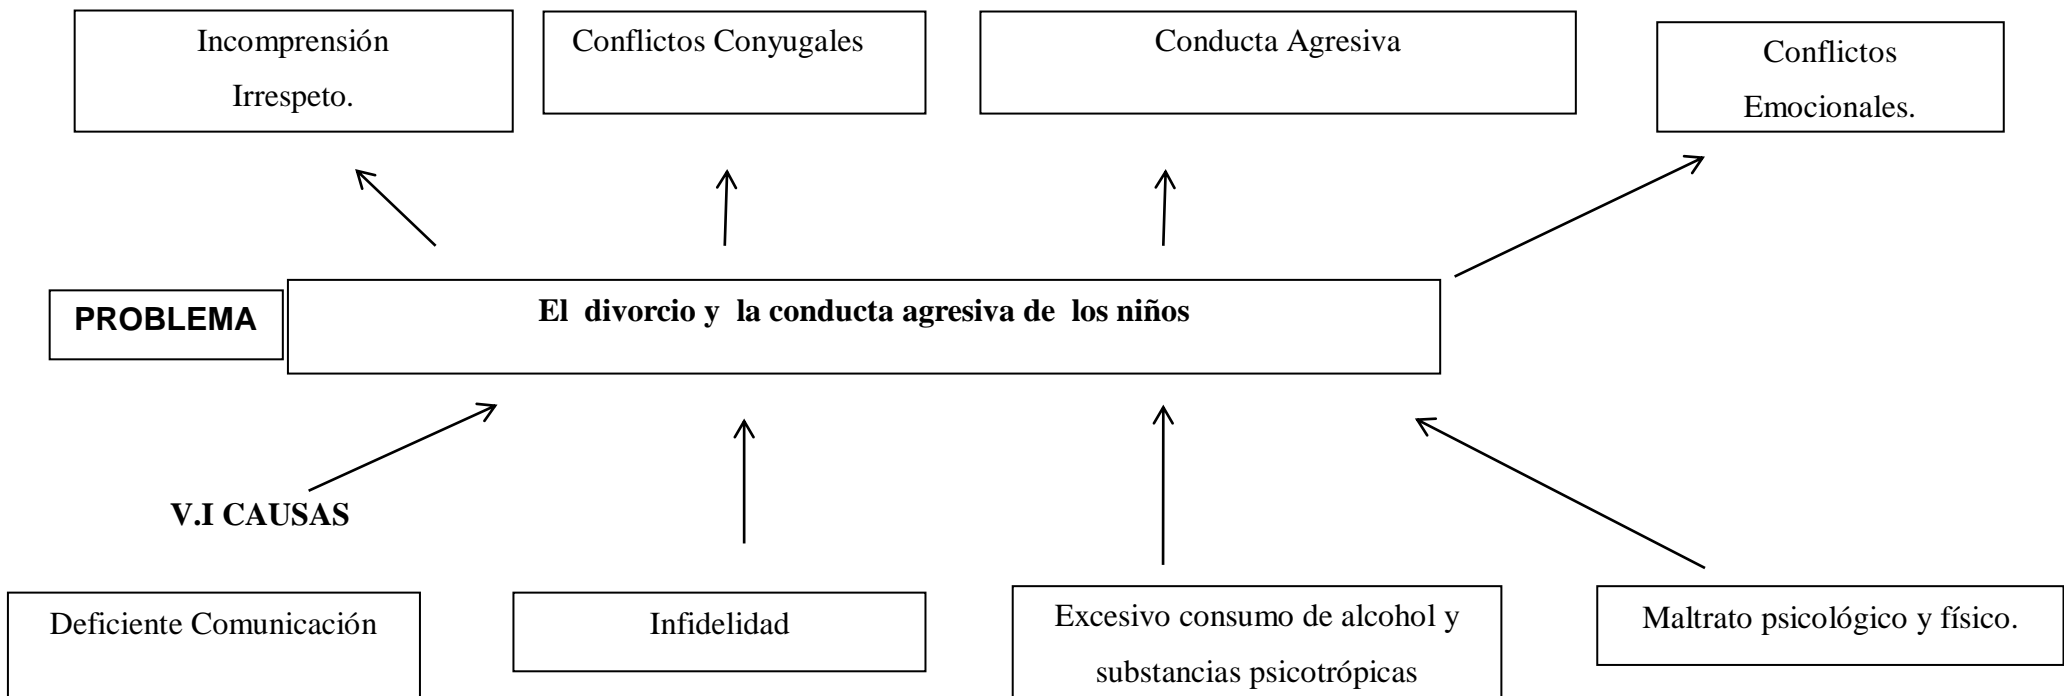 Incomprensión
Irrespeto.
Conflictos Conyugales
Conducta Agresiva
Conflictos
Emocionales.
PROBLEMA
El divorcio y la conducta agresiva de los niños
V.I CAUSAS
Deficiente Comunicación
Infidelidad
Excesivo consumo de alcohol y
substancias psicotrópicas
Maltrato psicológico y físico.